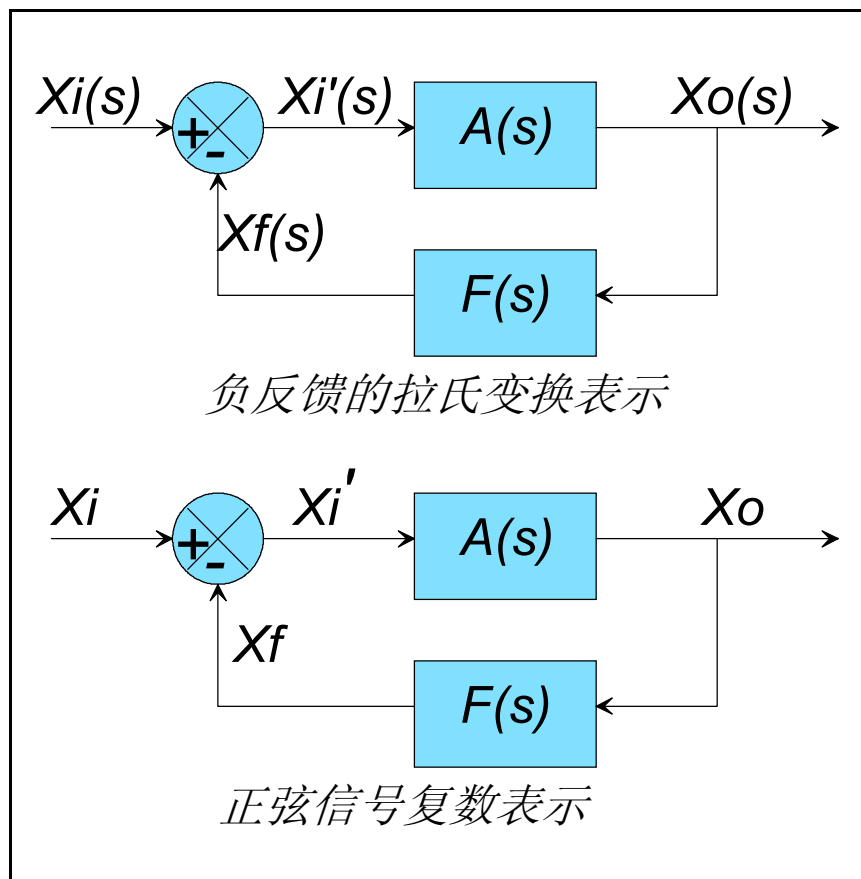 Xi(s) Xi'(s) A(s) Xo(s)
+
-
Xf(s) F(s)
负反馈的拉氏变换表示
Xi Xi' A(s) Xo
+
-
Xf F(s)
正弦信号复数表示